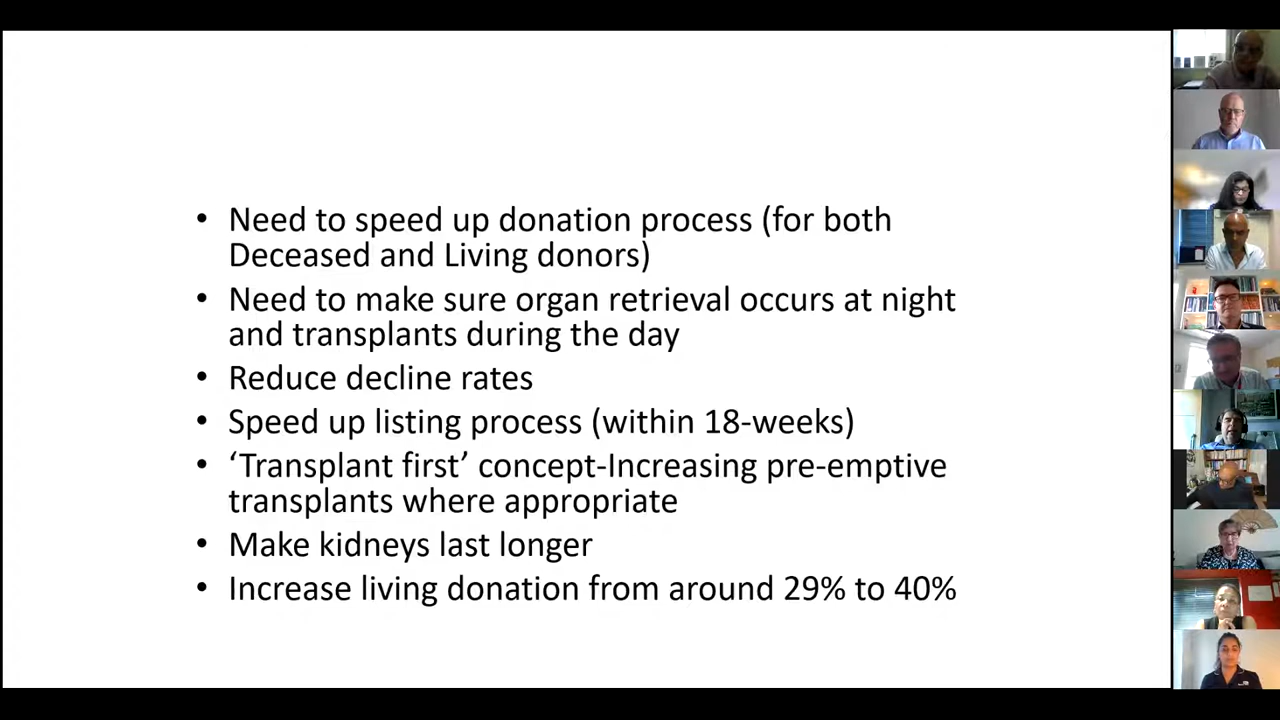 • Need to speed up donation process (for both
Deceased and Living donors)
• Need to make sure organ retrieval occurs at night
and transplants during the day
• Reduce decline rates
• Speed up listing process (within 18-weeks)
• ‘Transplant first’ concept-Increasing pre-emptive
transplants where appropriate
• Make kidneys last longer
• Increase living donation from around 29% to 40%